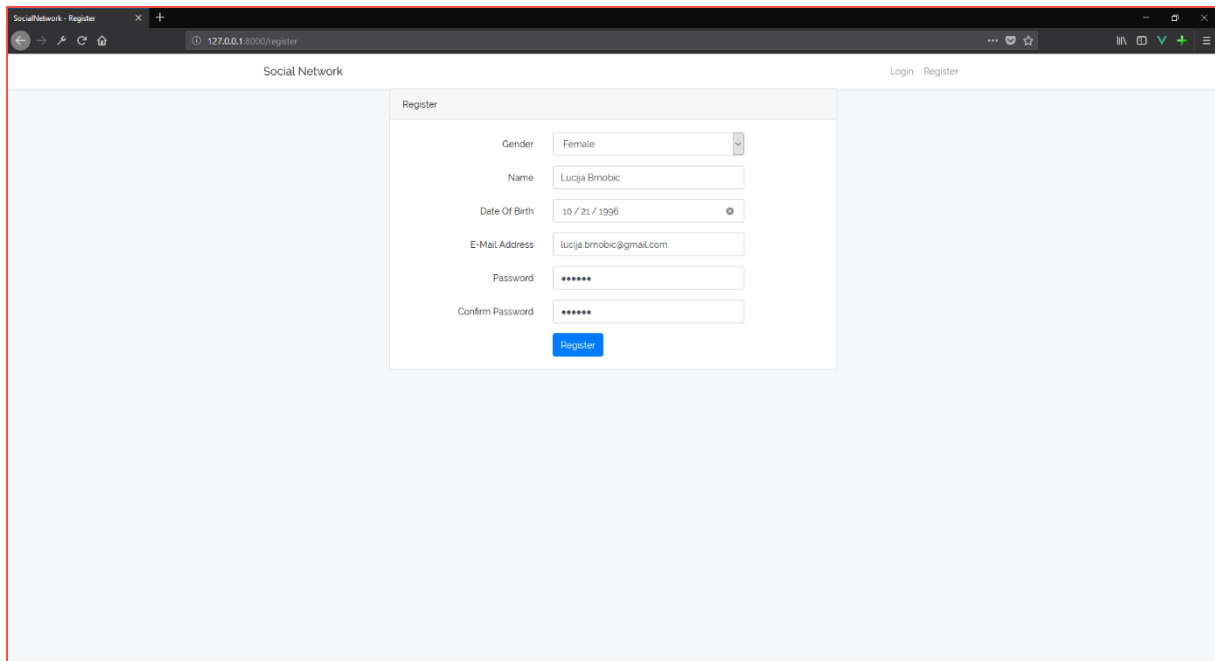 SocialNetwork - Register
127.0.0.1:8000/register
Social Network
Login Register
Register
Gender Female
Name Lucija Brnobic
Date Of Birth 10 / 21 / 1996
E-Mail Address lucija.brnobic@gmail.com
Password ••••••
Confirm Password ••••••
Register